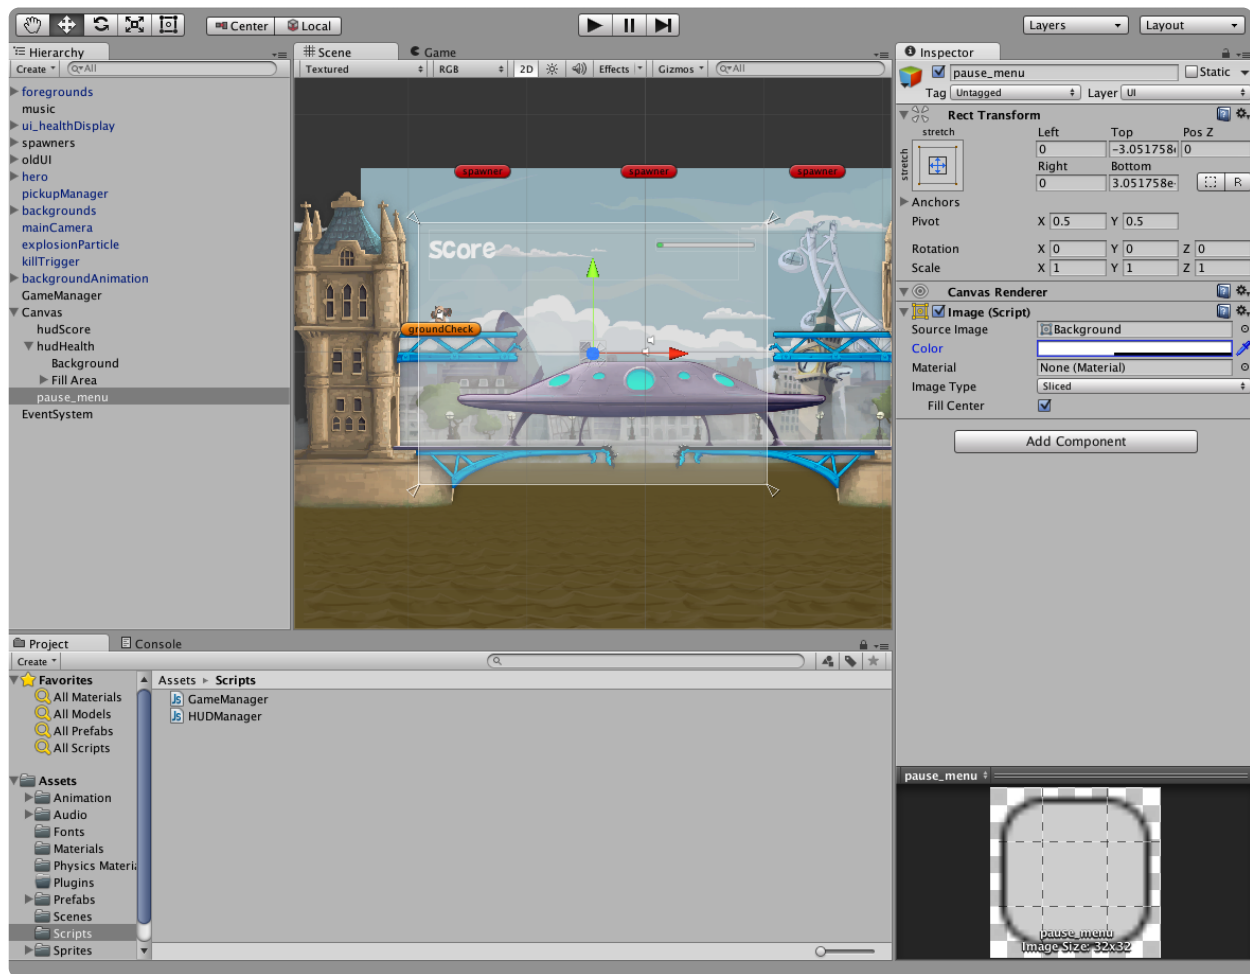 Center Local
Layers Layout
Hierarchy
Create All
foregrounds
music
ui_healthDisplay
spawners
oldUI
hero
pickupManager
backgrounds
mainCamera
explosionParticle
killTrigger
backgroundAnimation
GameManager
Canvas
hudScore
hudHealth
Background
Fill Area
pause_menu
EventSystem
Scene Game
Textured RGB 2D Effects Gizmos All
spawner spawner spawner
score
groundCheck
Inspector
pause_menu Static
Tag Untagged Layer UI
Rect Transform
stretch Left Top Pos Z
stretch 0 -3.051758 0
Right Bottom
0 3.051758e- R
Anchors
Pivot X 0.5 Y 0.5
Rotation X 0 Y 0 Z 0
Scale X 1 Y 1 Z 1
Canvas Renderer
Image (Script)
Source Image Background
Color
Material None (Material)
Image Type Sliced
Fill Center
Add Component
Project Console
Create
Favorites
All Materials
All Models
All Prefabs
All Scripts
Assets
Animation
Audio
Fonts
Materials
Physics Materia
Plugins
Prefabs
Scenes
Scripts
Sprites
Assets Scripts
GameManager
HUDManager
pause_menu
pause_menu
Image Size: 32x32